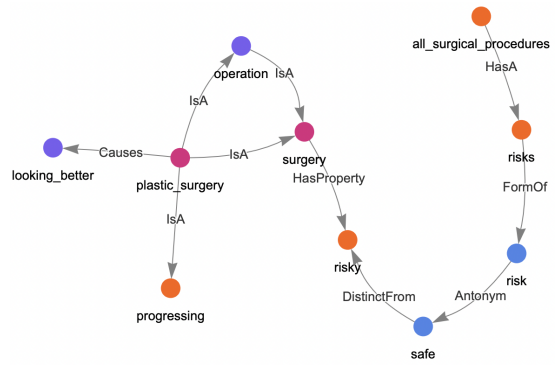 all_surgical_procedures
HasA
operation
IsA
IsA
risks
looking_better
Causes
plastic_surgery
IsA
surgery
HasProperty
FormOf
IsA
risky
risk
progressing
DistinctFrom
Antonym
safe